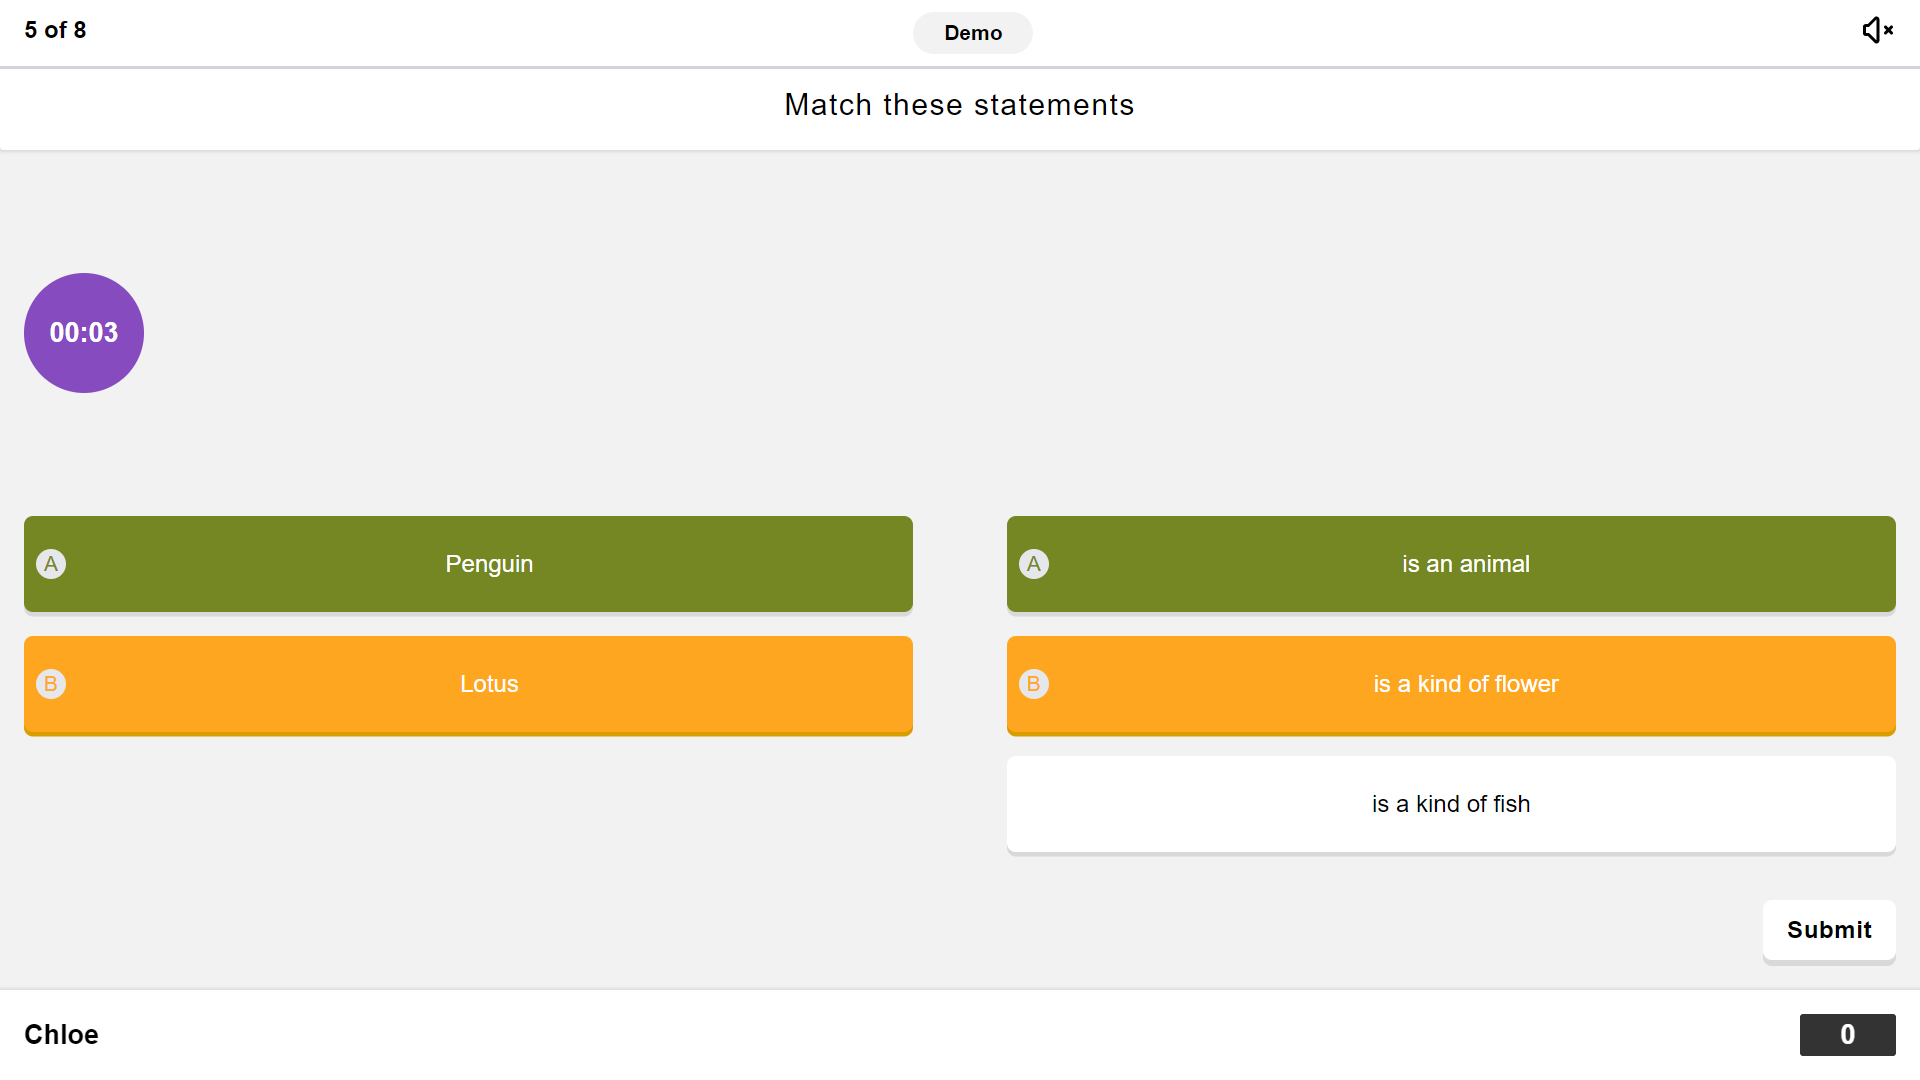 5 of 8
Demo
Match these statements
00:03
A Penguin
A is an animal
B Lotus
B is a kind of flower
is a kind of fish
Submit
Chloe
0